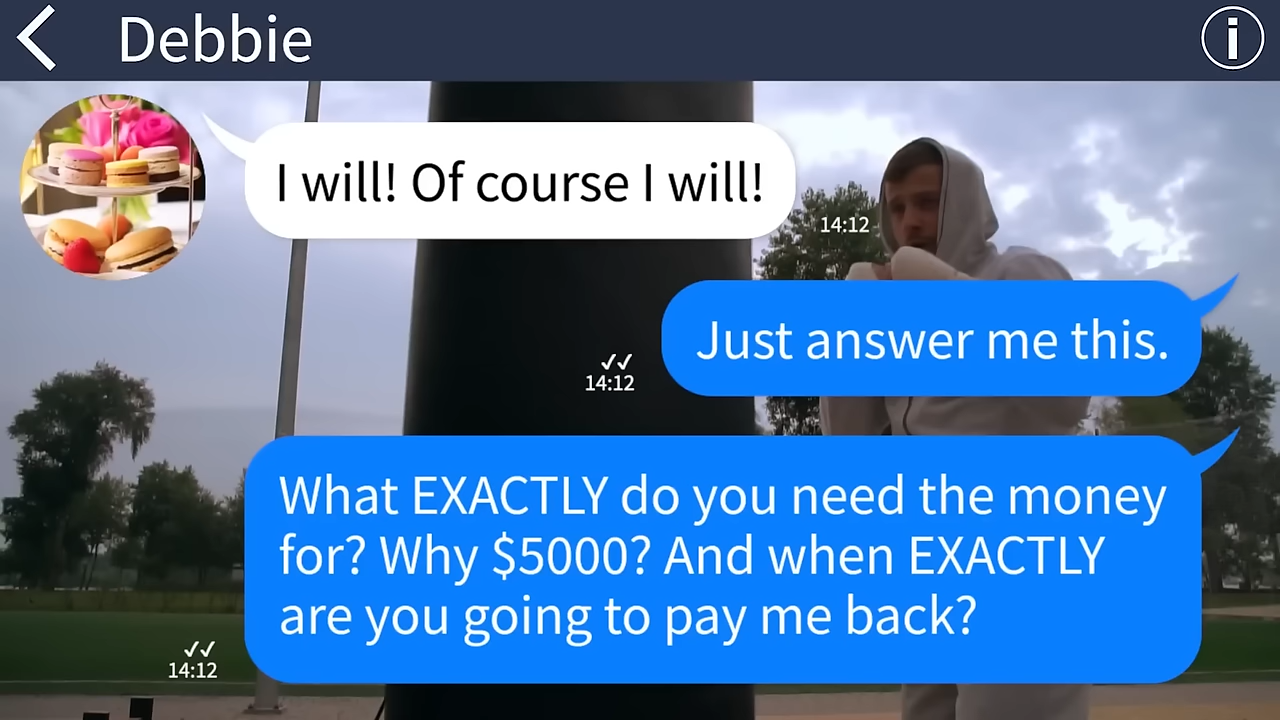 Debbie
I will! Of course I will!
14:12
Just answer me this.
14:12
What EXACTLY do you need the money
for? Why $5000? And when EXACTLY
are you going to pay me back?
14:12